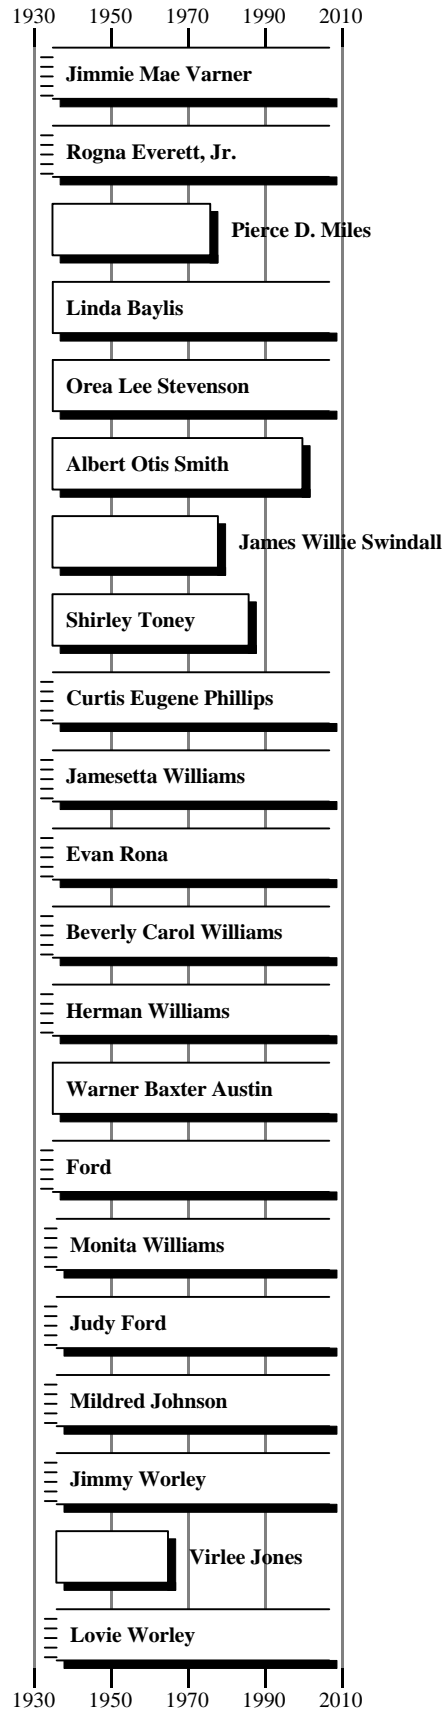 1930 1950 1970 1990 2010
Jimmie Mae Varner
Rogna Everett, Jr.
Pierce D. Miles
Linda Baylis
Orea Lee Stevenson
Albert Otis Smith
James Willie Swindall
Shirley Toney
Curtis Eugene Phillips
Jamesetta Williams
Evan Rona
Beverly Carol Williams
Herman Williams
Warner Baxter Austin
Ford
Monita Williams
Judy Ford
Mildred Johnson
Jimmy Worley
Virlee Jones
Lovie Worley
1930 1950 1970 1990 2010